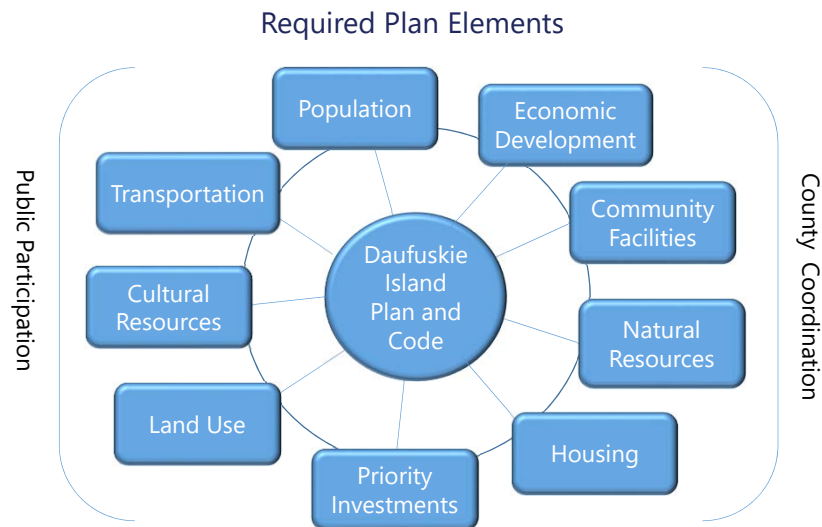 Required Plan Elements
Population
Economic
Development
Transportation
Community
Facilities
Public Participation
Daufuskie
Island
Plan and
Code
County Coordination
Cultural
Resources
Natural
Resources
Land Use
Housing
Priority
Investments